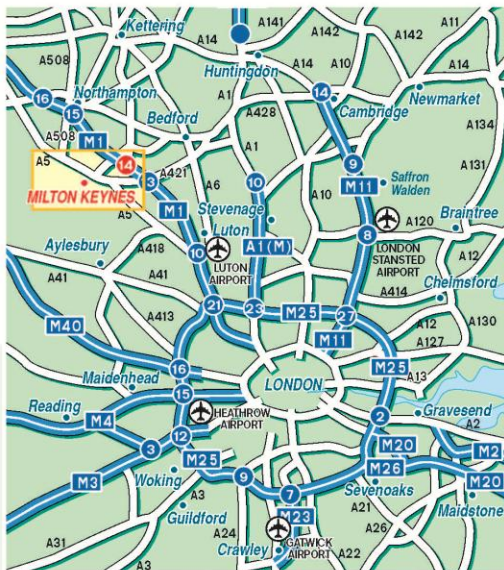 A141
A142
A11
Kettering
A14
A142
A14
A508
Huntingdon
A14
A10
A14
16
Northampton
A1
14
Newmarket
15
A428
Cambridge
A134
Bedford
A508
M1
A1
9
A131
A5
14
A421
M11
Saffron
Walden
13
A6
10
A10
MILTON KEYNES
M1
Stevenage
A5
Luton
8
A120
Braintree
Aylesbury
A418
10
LUTON
AIRPORT
A1(M)
LONDON
STANSTED
AIRPORT
A12
A41
A41
A414
Chelmsford
21
23
M25
27
M40
A413
M11
A12
A130
A127
16
M25
Maidenhead
LONDON
A13
15
Reading
HEATHROW
AIRPORT
2
Gravesend
M4
A2
12
M20
M2
3
M25
M26
M3
Woking
9
7
Sevenoaks
M20
A3
M23
A21
Maidstone
Guildford
A24
A26
A31
Crawley
GATWICK
AIRPORT
A3
A22